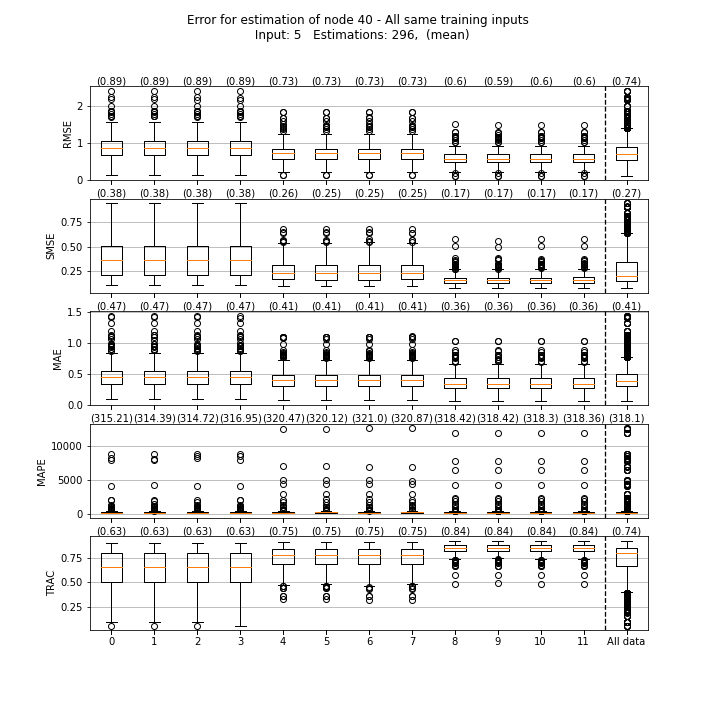 Error for estimation of node 40 - All same training inputs
Input: 5 Estimations: 296, (mean)
(0.89) (0.89) (0.89) (0.89) (0.73) (0.73) (0.73) (0.73) (0.6) (0.59) (0.6) (0.6) (0.74)
RMSE
2
1
0
(0.38) (0.38) (0.38) (0.38) (0.26) (0.25) (0.25) (0.25) (0.17) (0.17) (0.17) (0.17) (0.27)
SMSE
0.75
0.50
0.25
(0.47) (0.47) (0.47) (0.47) (0.41) (0.41) (0.41) (0.41) (0.36) (0.36) (0.36) (0.36) (0.41)
MAE
1.5
1.0
0.5
0.0
(315.21) (314.39) (314.72) (316.95) (320.47) (320.12) (321.0) (320.87) (318.42) (318.42) (318.3) (318.36) (318.1)
MAPE
10000
5000
0
(0.63) (0.63) (0.63) (0.63) (0.75) (0.75) (0.75) (0.75) (0.84) (0.84) (0.84) (0.84) (0.74)
TRAC
0.75
0.50
0.25
0 1 2 3 4 5 6 7 8 9 10 11 All data